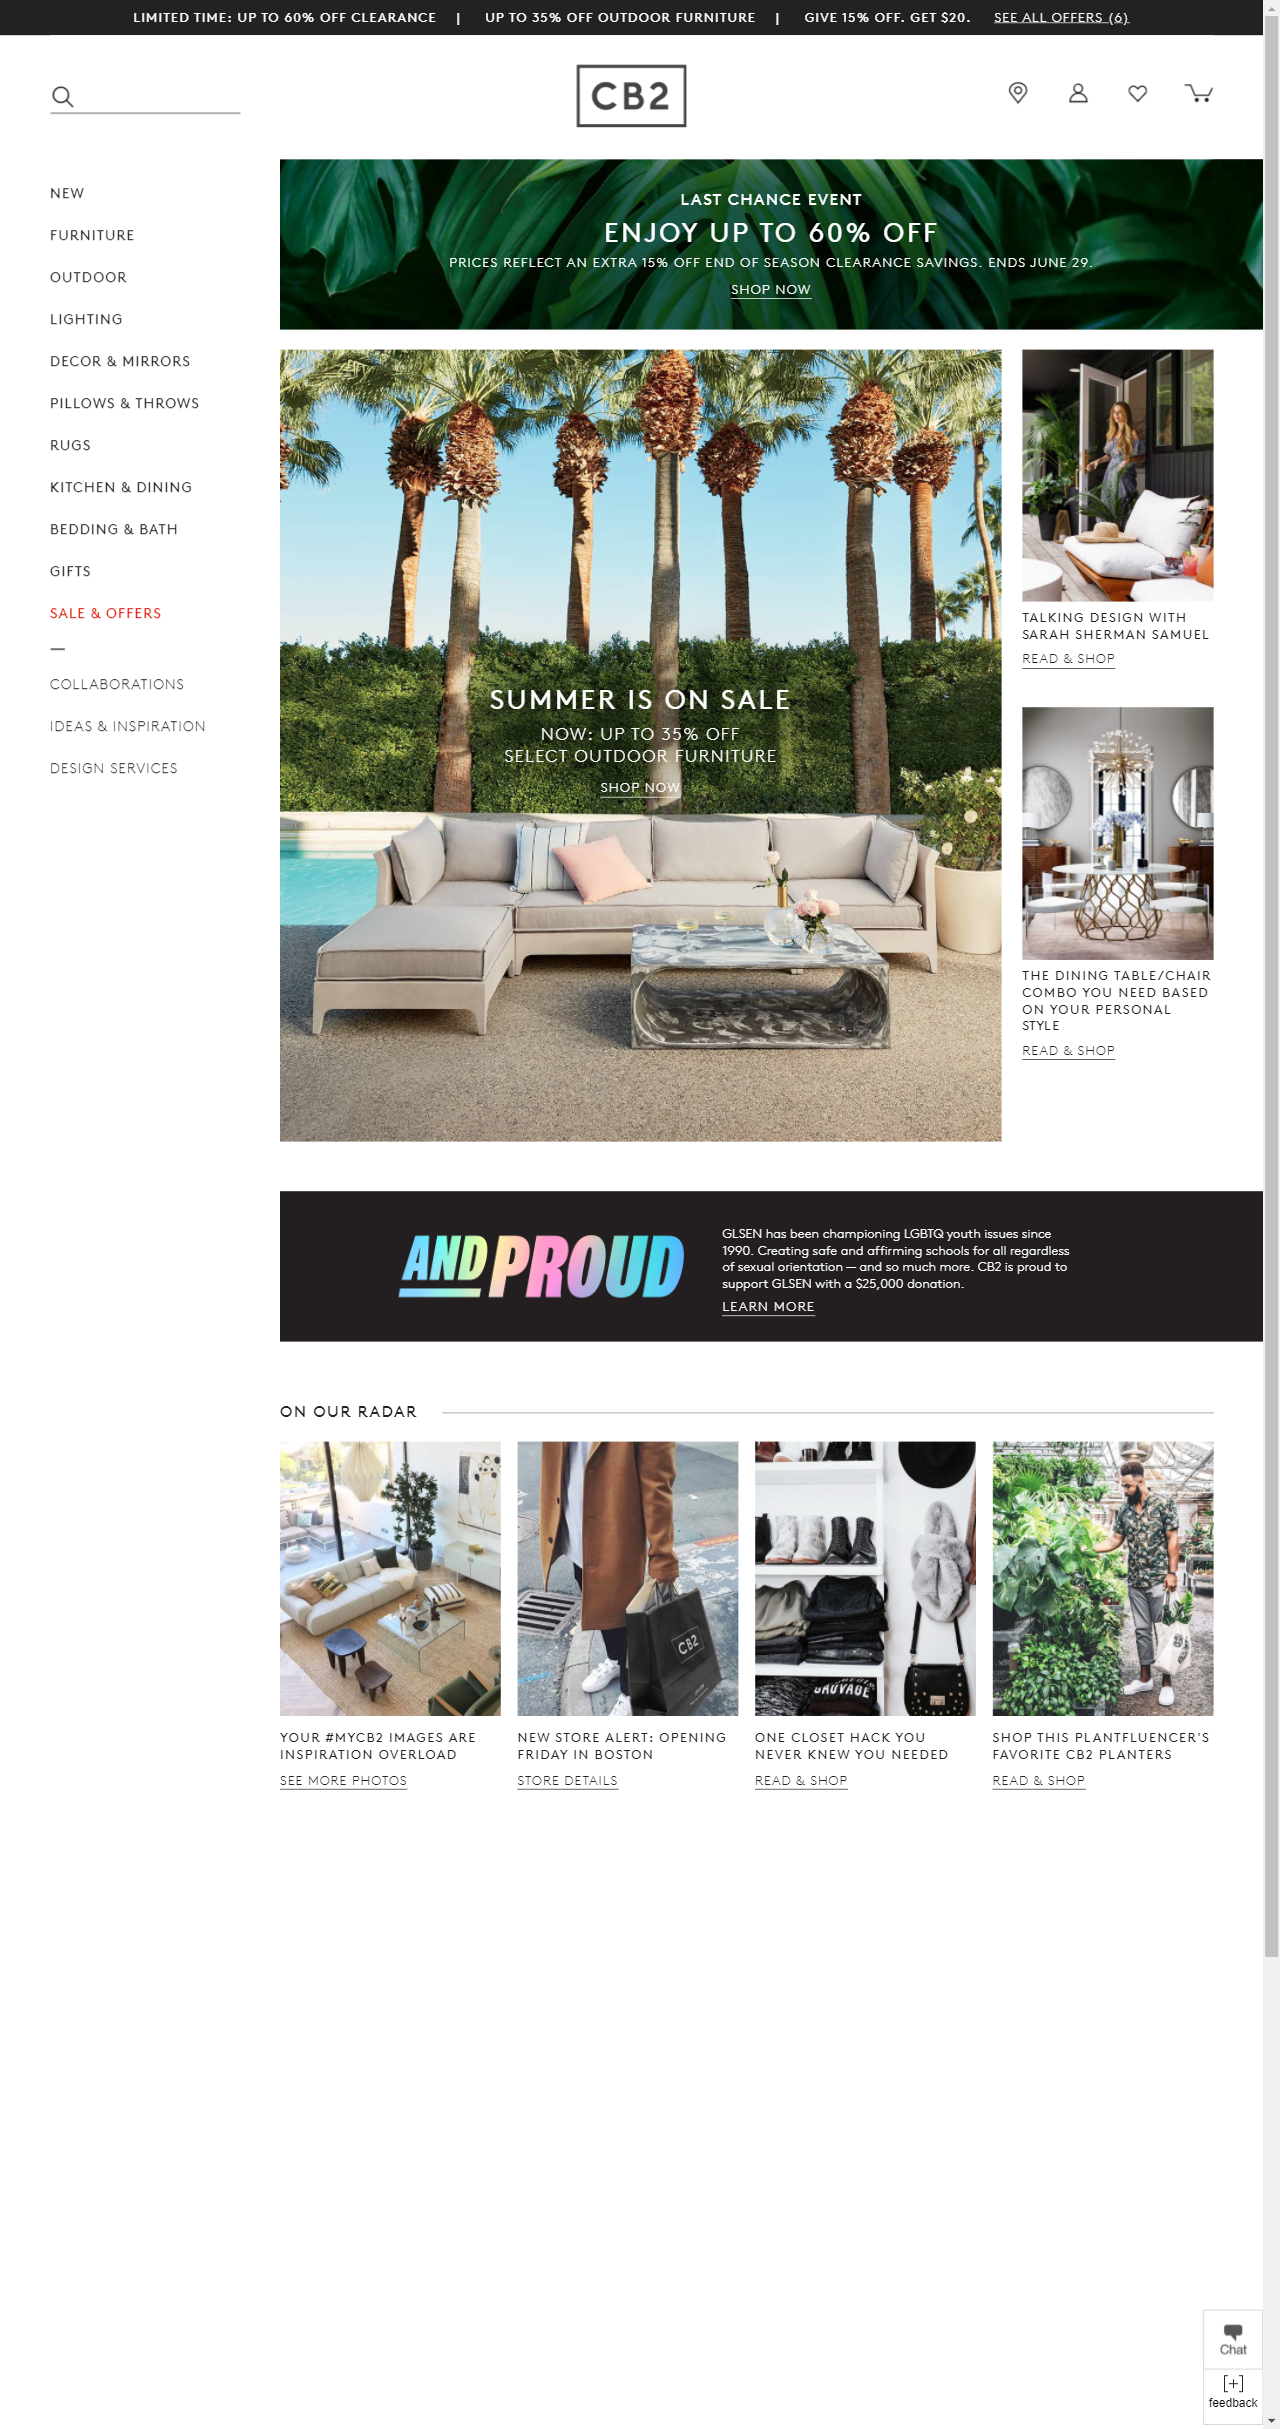 LIMITED TIME: UP TO 60% OFF CLEARANCE | UP TO 35% OFF OUTDOOR FURNITURE | GIVE 15% OFF. GET $20. SEE ALL OFFERS (6)
CB2
NEW
FURNITURE
OUTDOOR
LIGHTING
DECOR & MIRRORS
PILLOWS & THROWS
RUGS
KITCHEN & DINING
BEDDING & BATH
GIFTS
SALE & OFFERS
COLLABORATIONS
IDEAS & INSPIRATION
DESIGN SERVICES
LAST CHANCE EVENT
ENJOY UP TO 60% OFF
PRICES REFLECT AN EXTRA 15% OFF END OF SEASON CLEARANCE SAVINGS. ENDS JUNE 29.
SHOP NOW
SUMMER IS ON SALE
NOW: UP TO 35% OFF
SELECT OUTDOOR FURNITURE
SHOP NOW
TALKING DESIGN WITH
SARAH SHERMAN SAMUEL
READ & SHOP
THE DINING TABLE/CHAIR
COMBO YOU NEED BASED
ON YOUR PERSONAL
STYLE
READ & SHOP
AND PROUD
GLSEN has been championing LGBTQ youth issues since
1990. Creating safe and affirming schools for all regardless
of sexual orientation — and so much more. CB2 is proud to
support GLSEN with a $25,000 donation.
LEARN MORE
ON OUR RADAR
CB2
SAUVAGE
YOUR #MYCB2 IMAGES ARE
INSPIRATION OVERLOAD
SEE MORE PHOTOS
NEW STORE ALERT: OPENING
FRIDAY IN BOSTON
STORE DETAILS
ONE CLOSET HACK YOU
NEVER KNEW YOU NEEDED
READ & SHOP
SHOP THIS PLANTFLUENCER'S
FAVORITE CB2 PLANTERS
READ & SHOP
Chat
[+]
feedback